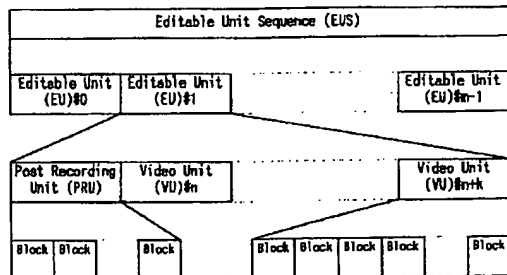 Editable Unit Sequence (EUS)
Editable Unit (EU)#0
Editable Unit (EU)#1
Editable Unit (EU)#m-1
Post Recording Unit (PRU)
Video Unit (VU)#n
Video Unit (VU)#n+k
Block Block Block Block Block Block Block Block